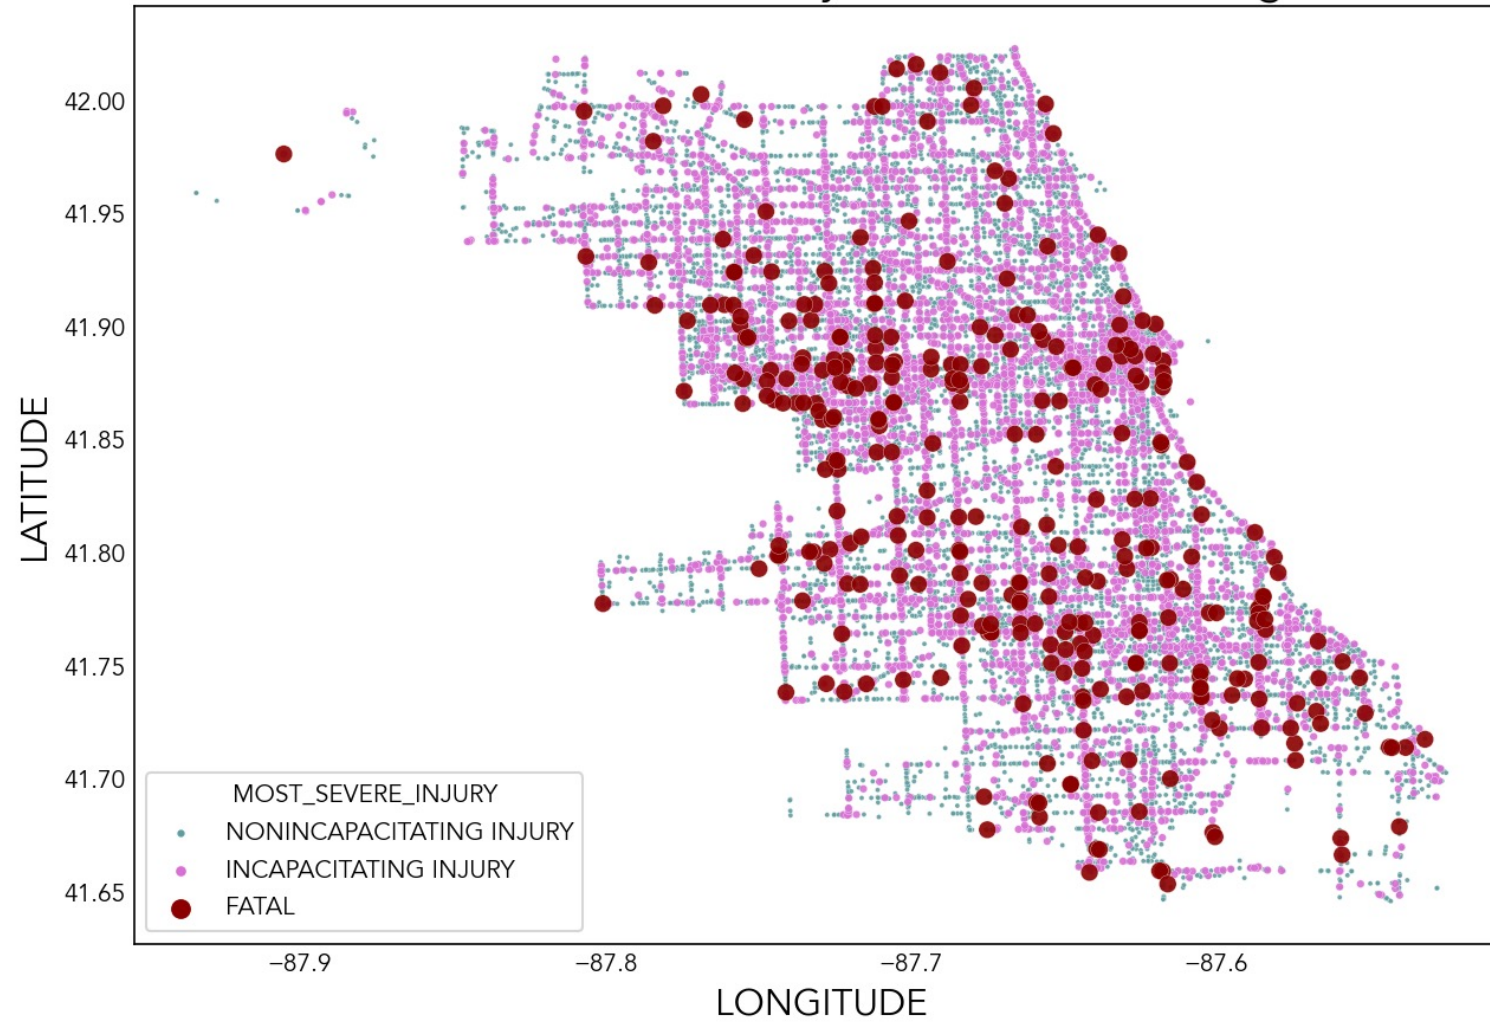 42.00
41.95
41.90
41.85
41.80
41.75
41.70
41.65
LATITUDE
MOST_SEVERE_INJURY
NONINCAPACITATING INJURY
INCAPACITATING INJURY
FATAL
−87.9
−87.8
−87.7
−87.6
LONGITUDE